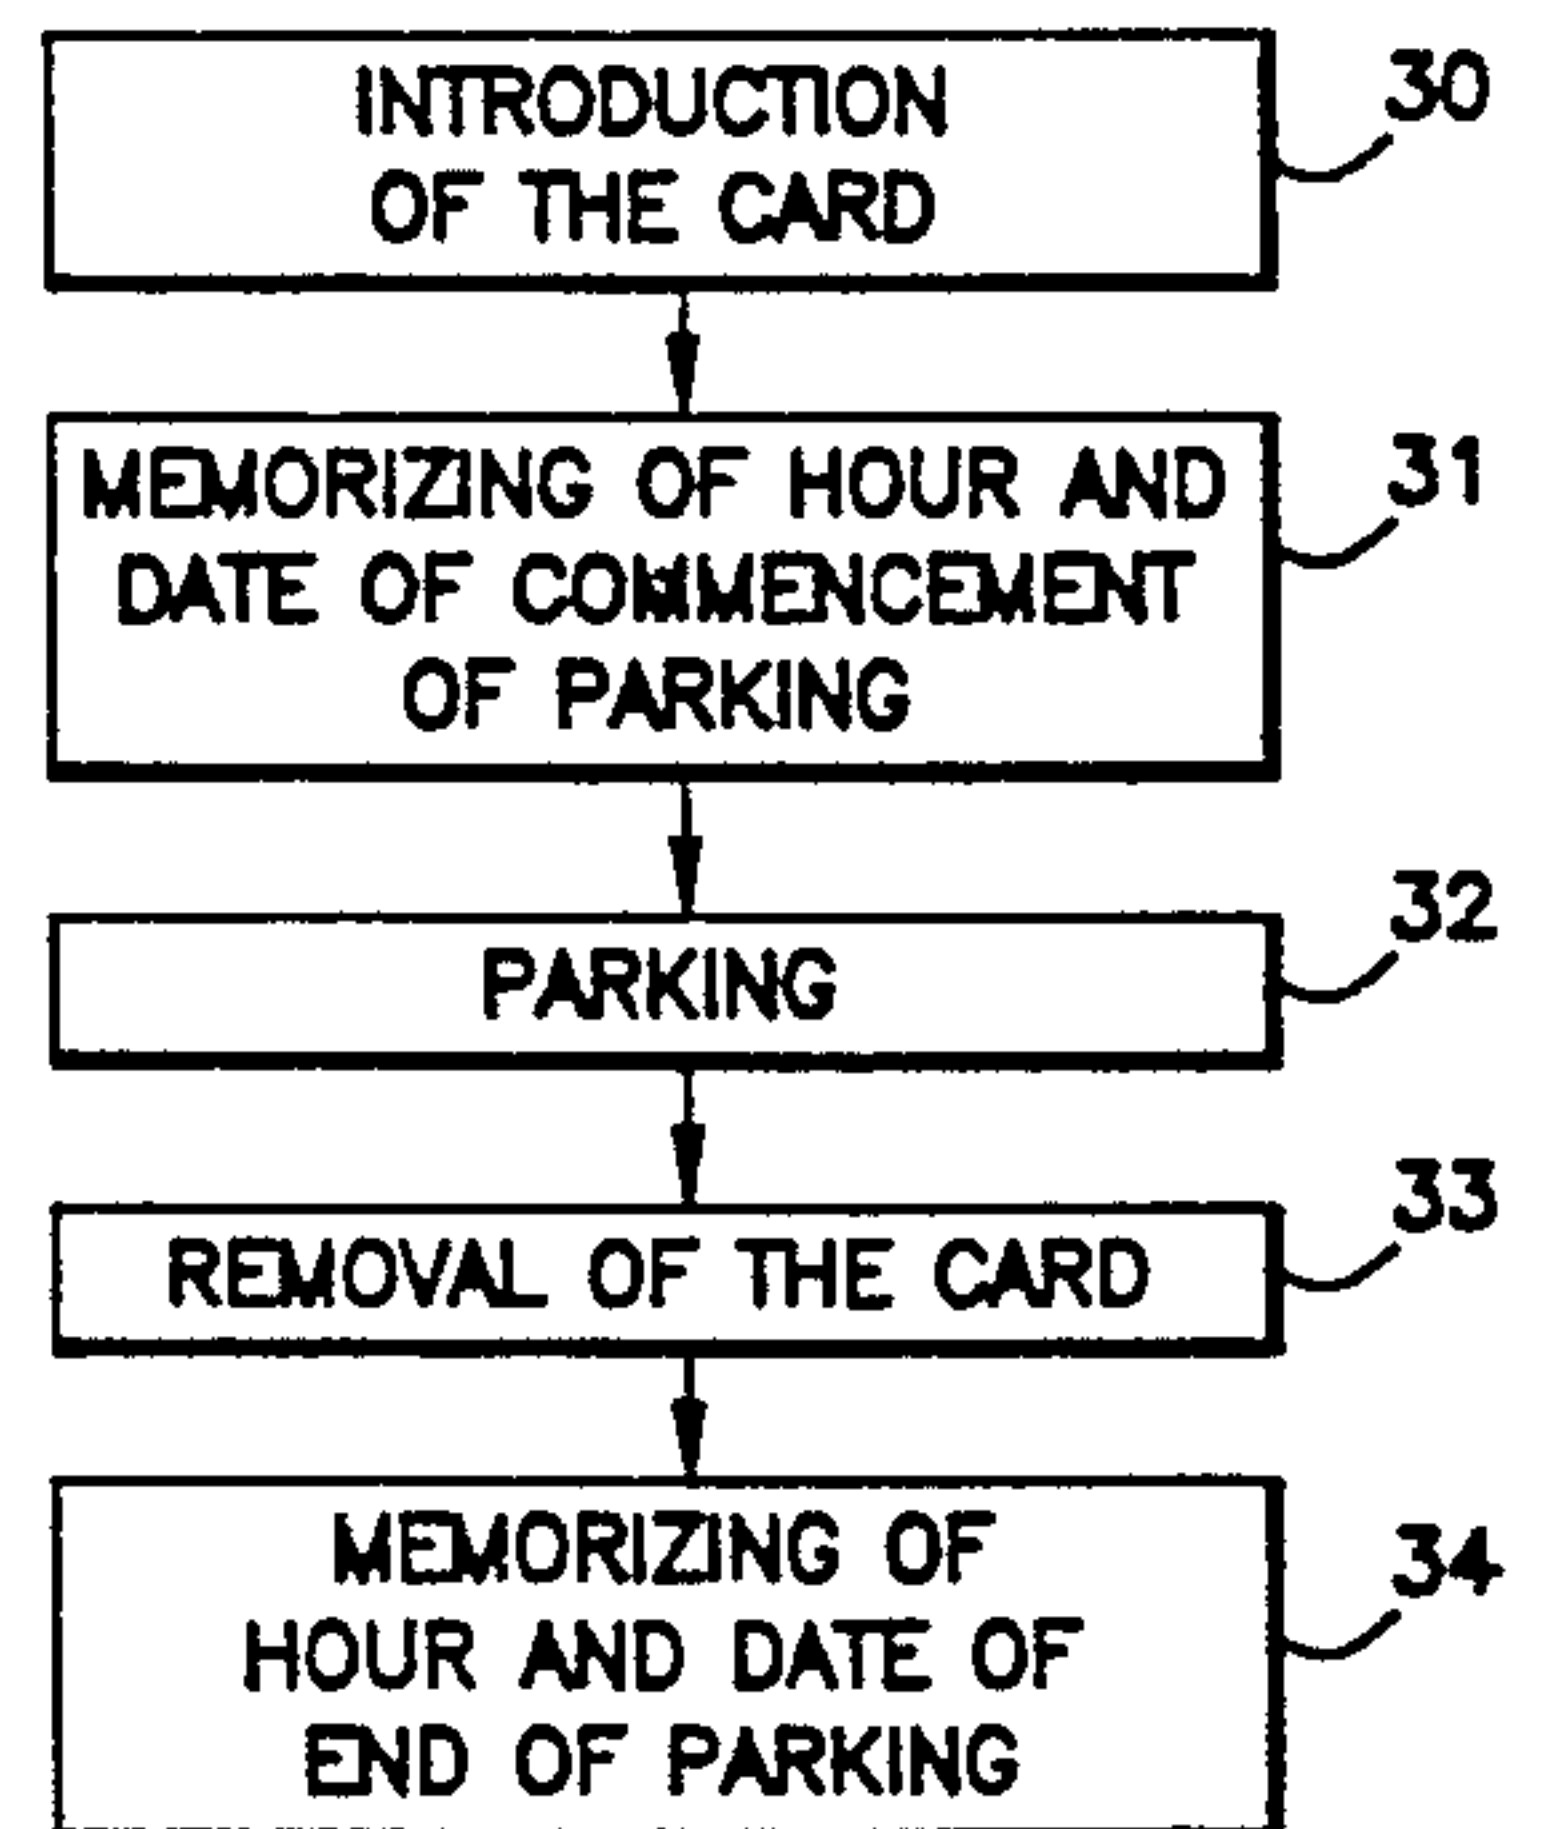 INTRODUCTION
OF THE CARD
30
MEMORIZING OF HOUR AND
DATE OF COMMENCEMENT
OF PARKING
31
PARKING
32
REMOVAL OF THE CARD
33
MEMORIZING OF
HOUR AND DATE OF
END OF PARKING
34